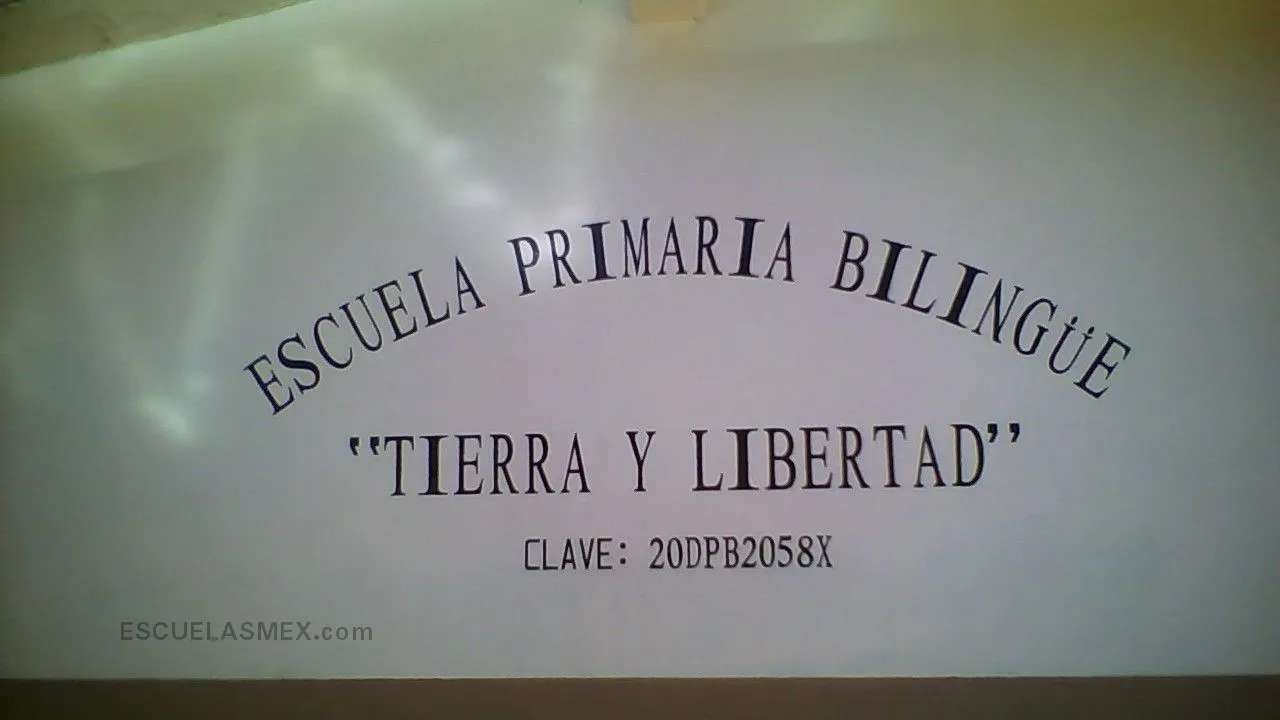 ESCUELA PRIMARIA BILINGÜE
"TIERRA Y LIBERTAD"
CLAVE: 20DPB2058X
ESCUELASMEX.com